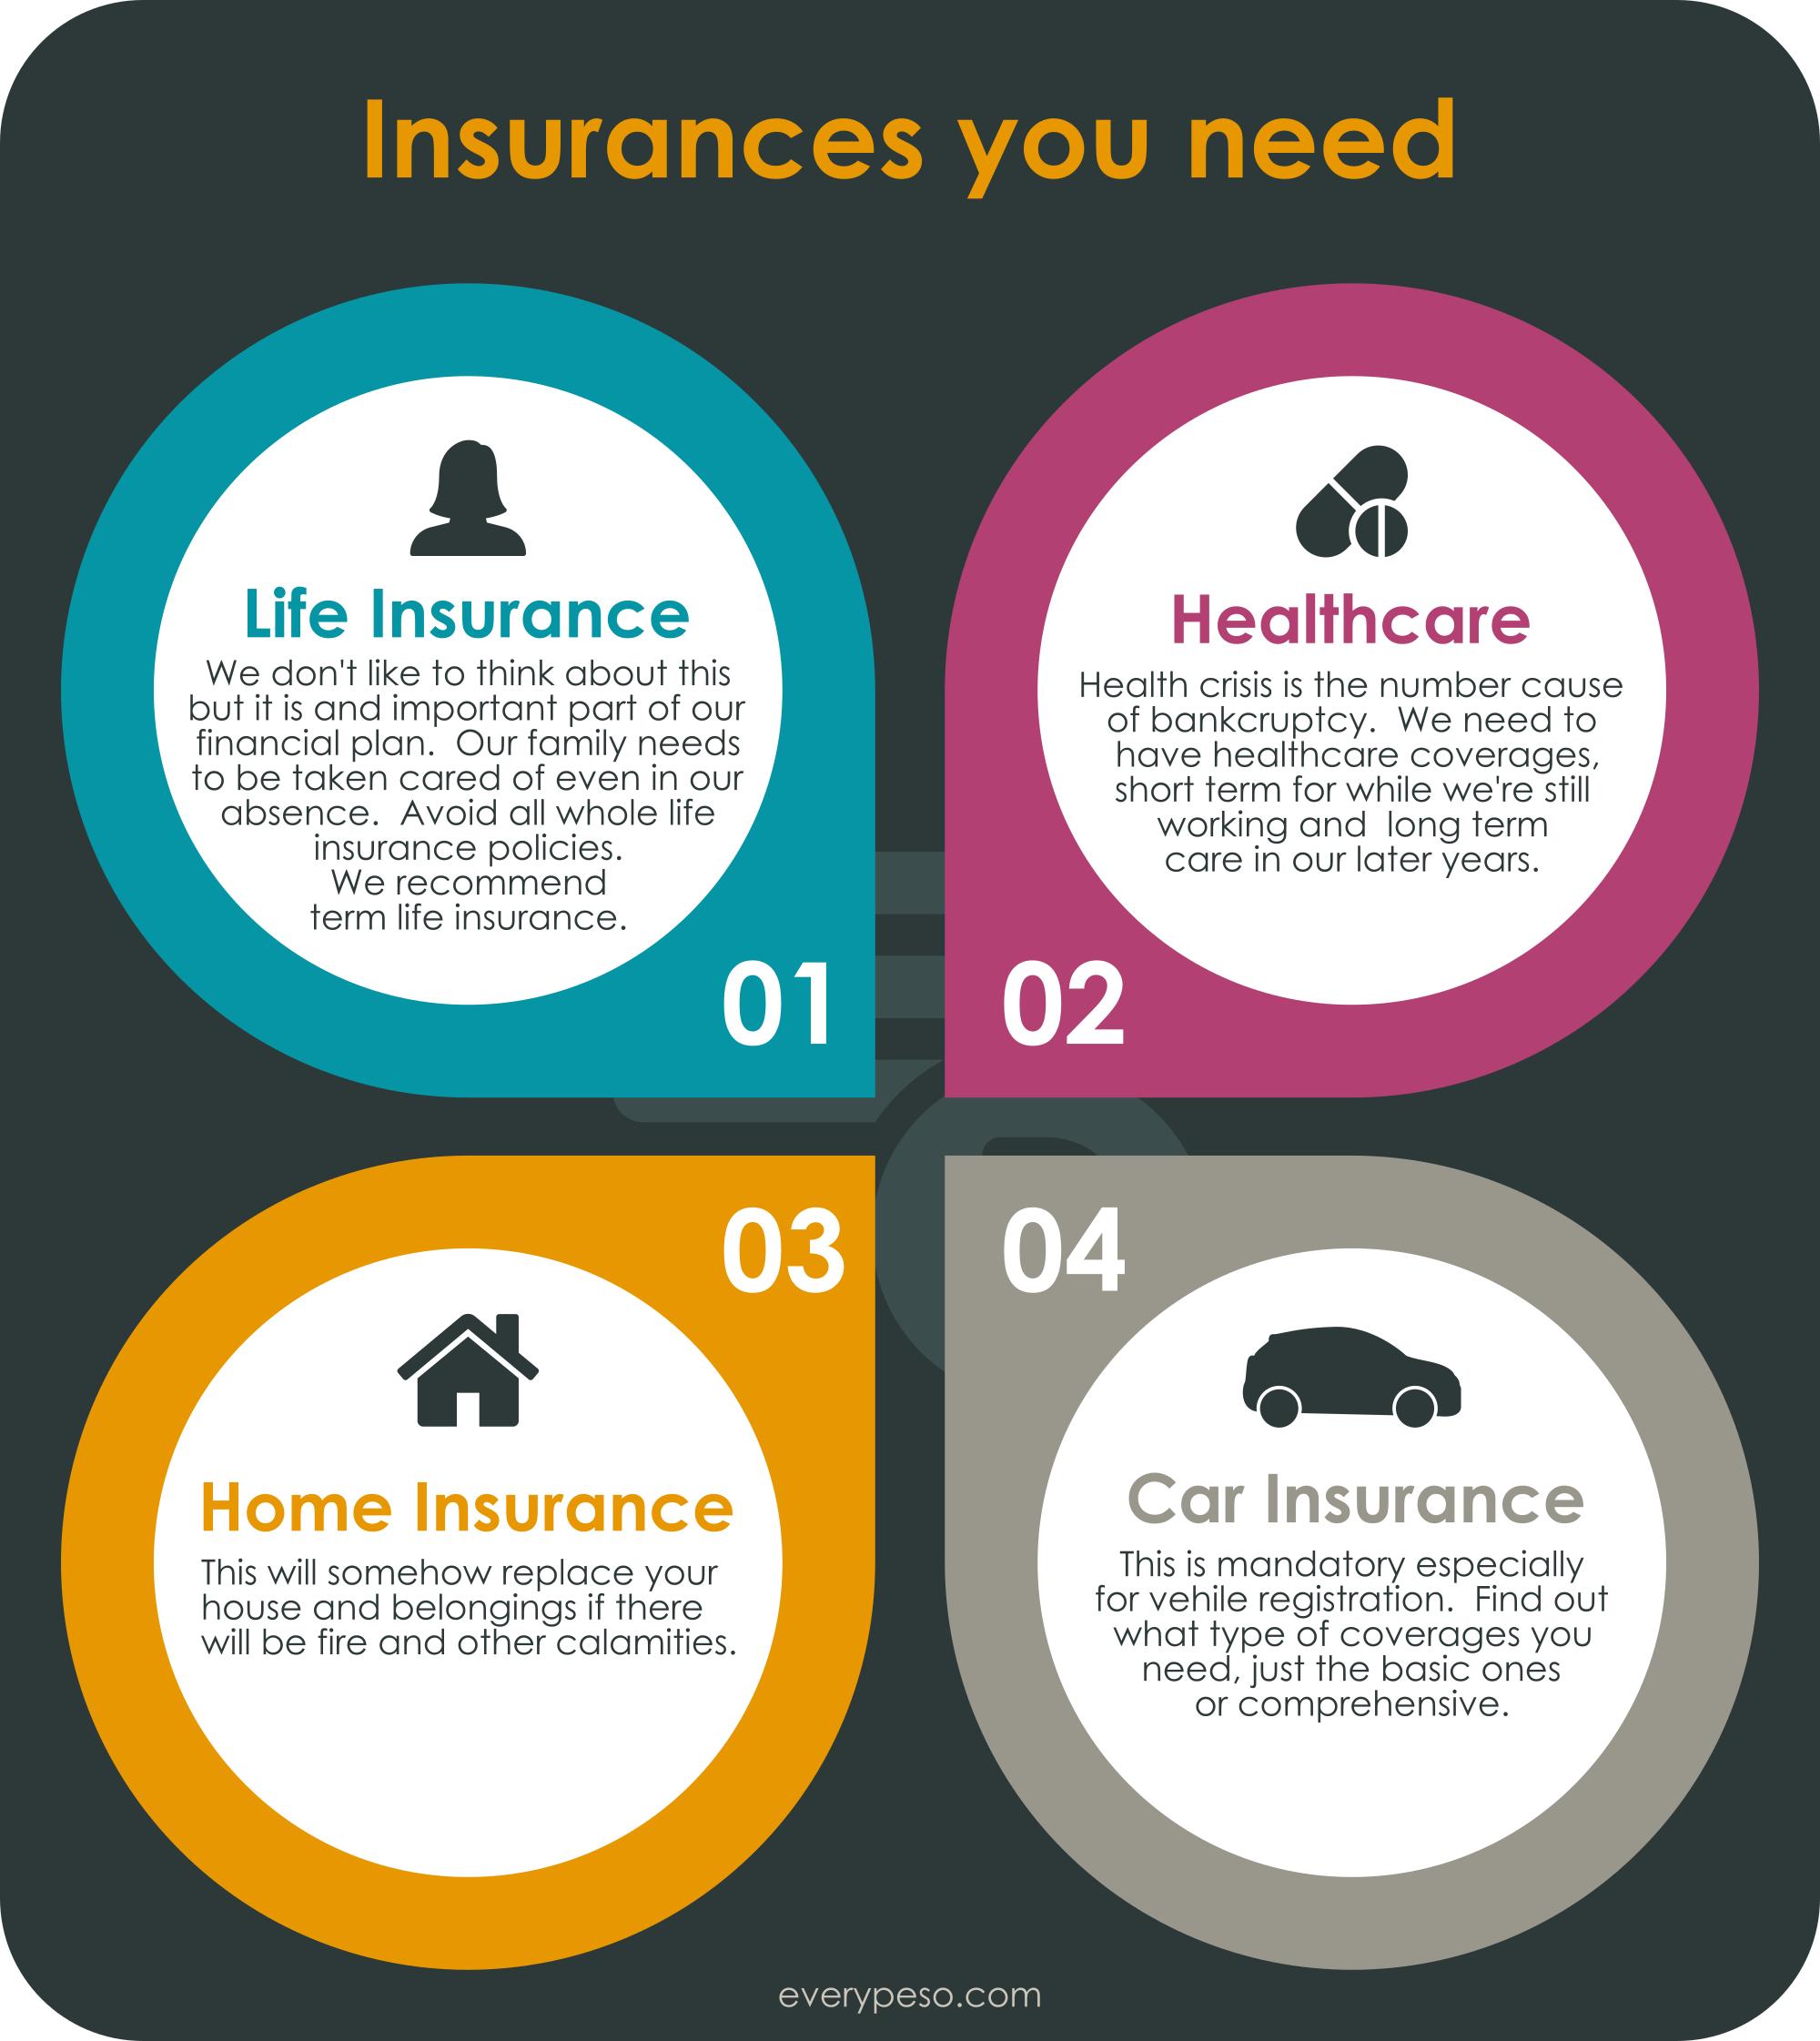 Insurances you need
Life Insurance
We don't like to think about this
but it is and important part of our
financial plan.  Our family needs
to be taken cared of even in our
absence.  Avoid all whole life
insurance policies.
We recommend
term life insurance.
01
Healthcare
Health crisis is the number cause
of bankcruptcy.  We need to
have healthcare coverages,
short term for while we're still
working and  long term
care in our later years.
02
03
Home Insurance
This will somehow replace your
house and belongings if there
will be fire and other calamities.
04
Car Insurance
This is mandatory especially
for vehile registration.  Find out
what type of coverages you
need, just the basic ones
or comprehensive.
everypeso.com